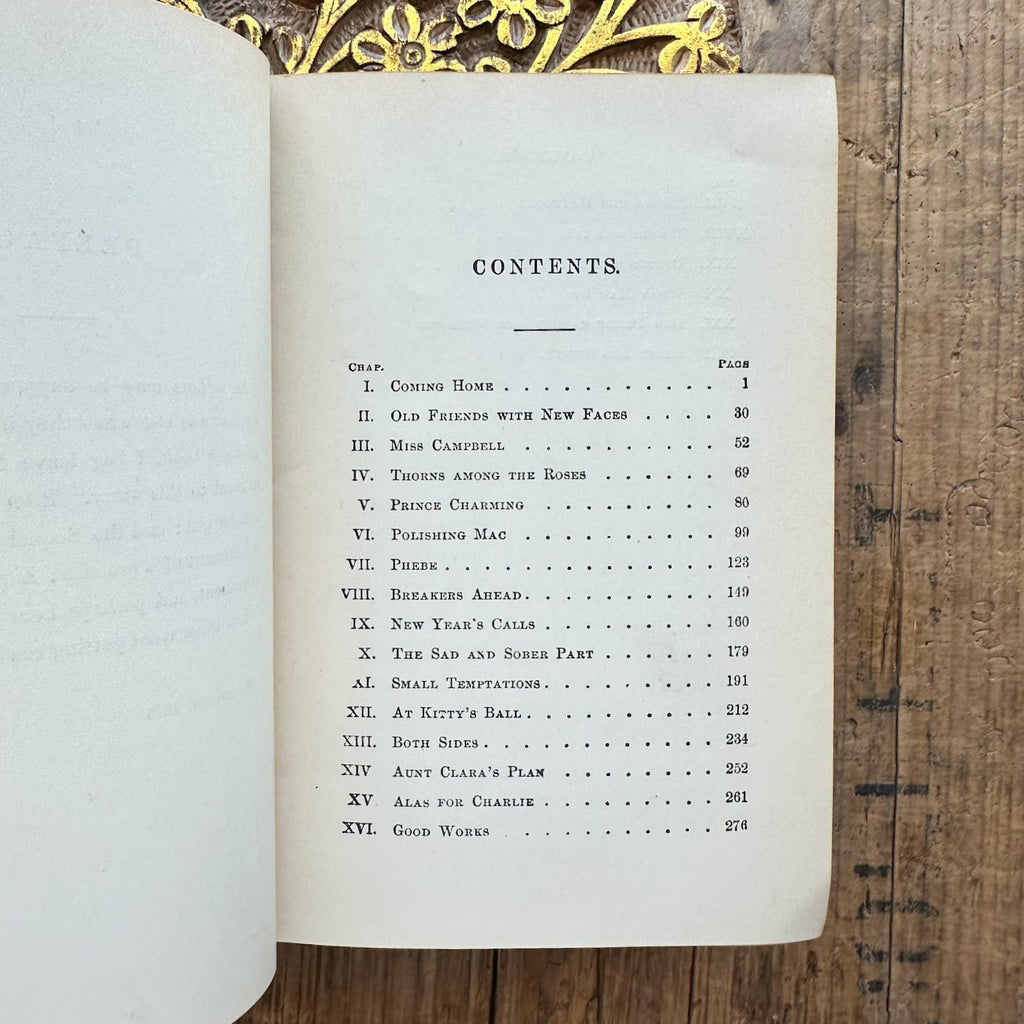 CONTENTS.
CHAP. PAGE
I. COMING HOME . . . . . . . . . . . 1
II. OLD FRIENDS WITH NEW FACES . . . . 30
III. MISS CAMPBELL . . . . . . . . . . 52
IV. THORNS AMONG THE ROSES . . . . . . 69
V. PRINCE CHARMING . . . . . . . . . 80
VI. POLISHING MAC . . . . . . . . . . 99
VII. PHEBE . . . . . . . . . . . . . . 123
VIII. BREAKERS AHEAD . . . . . . . . . . 149
IX. NEW YEAR'S CALLS . . . . . . . . . 160
X. THE SAD AND SOBER PART . . . . . . 179
XI. SMALL TEMPTATIONS . . . . . . . . . 191
XII. AT KITTY'S BALL . . . . . . . . . . 212
XIII. BOTH SIDES . . . . . . . . . . . . 234
XIV AUNT CLARA'S PLAN . . . . . . . . 252
XV ALAS FOR CHARLIE . . . . . . . . . 261
XVI. GOOD WORKS . . . . . . . . . . . 276